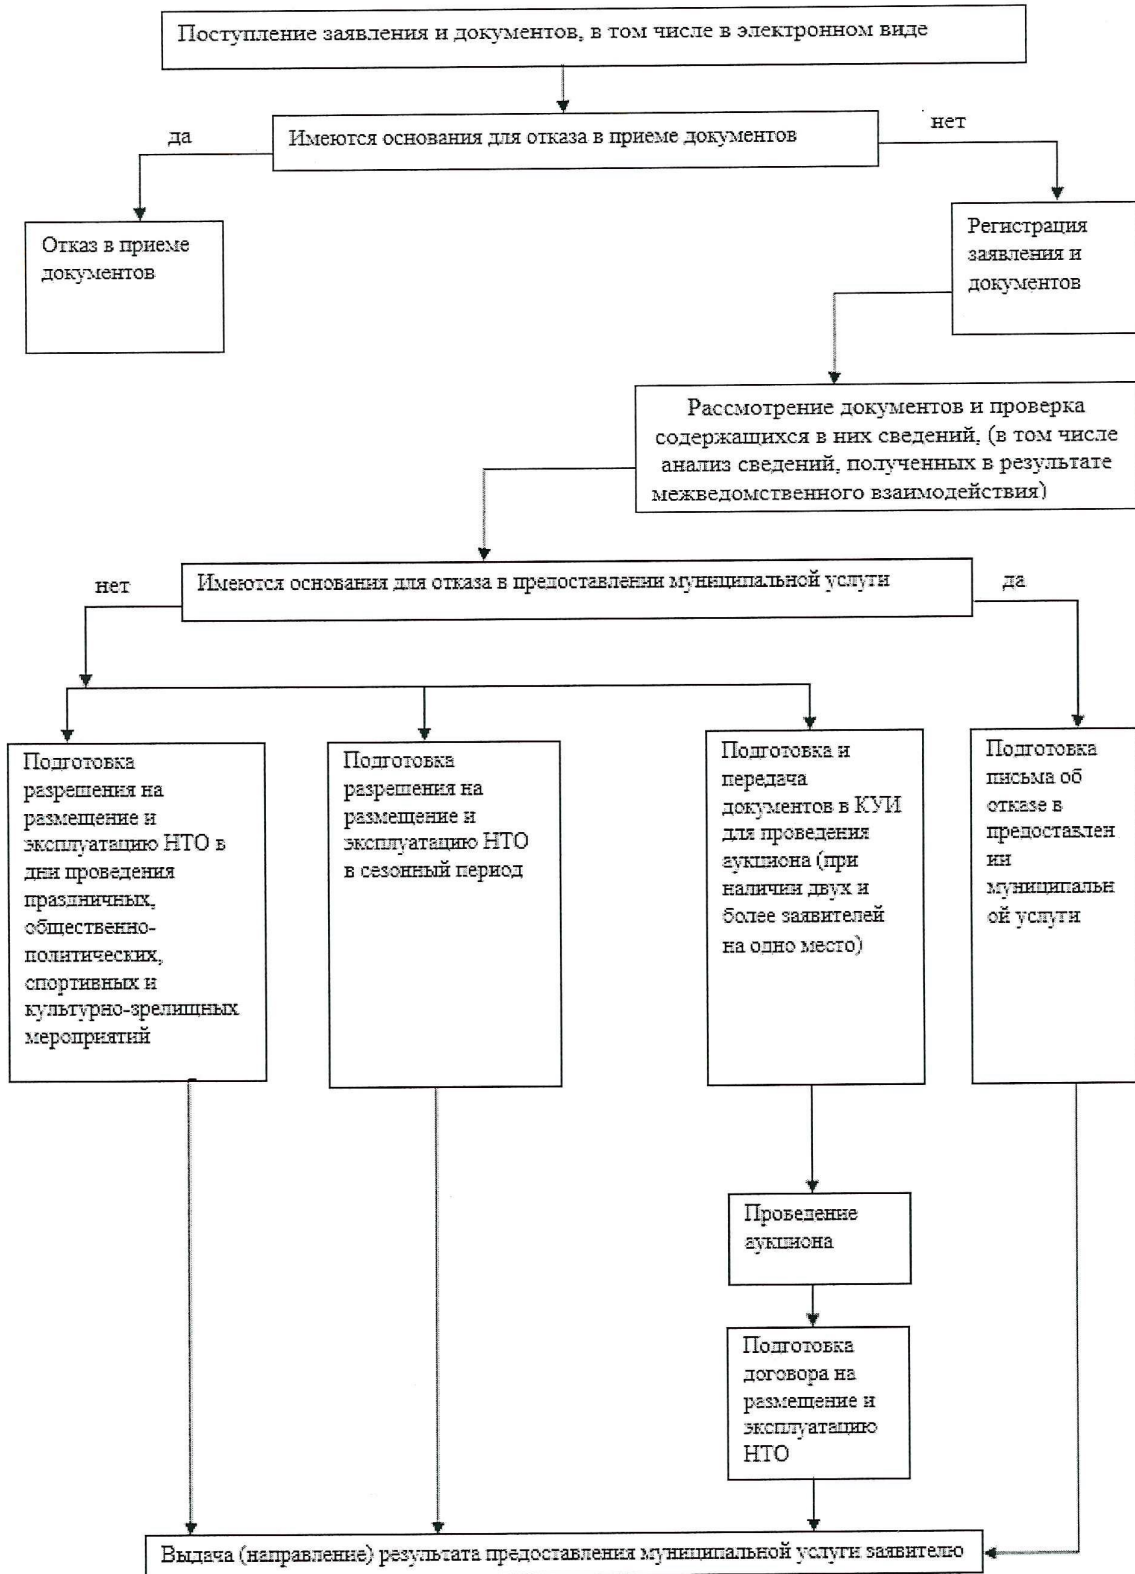 Поступление заявления и документов, в том числе в электронном виде
да
Имеются основания для отказа в приеме документов
нет
Отказ в приеме
документов
Регистрация
заявления и
документов
Рассмотрение документов и проверка
содержащихся в них сведений, (в том числе
анализ сведений, полученных в результате
межведомственного взаимодействия)
нет
Имеются основания для отказа в предоставлении муниципальной услуги
да
Подготовка
разрешения на
размещение и
эксплуатацию НТО в
дни проведения
праздничных,
общественно-
политических,
спортивных и
культурно-зрелищных
мероприятий
Подготовка
разрешения на
размещение и
эксплуатацию НТО
в сезонный период
Подготовка и
передача
документов в КУИ
для проведения
аукциона (при
наличии двух и
более заявителей
на одно место)
Подготовка
письма об
отказе в
предоставлен
ии
муниципальн
ой услуги
Проведение
аукциона
Подготовка
договора на
размещение и
эксплуатацию
НТО
Выдача (направление) результата предоставления муниципальной услуги заявителю